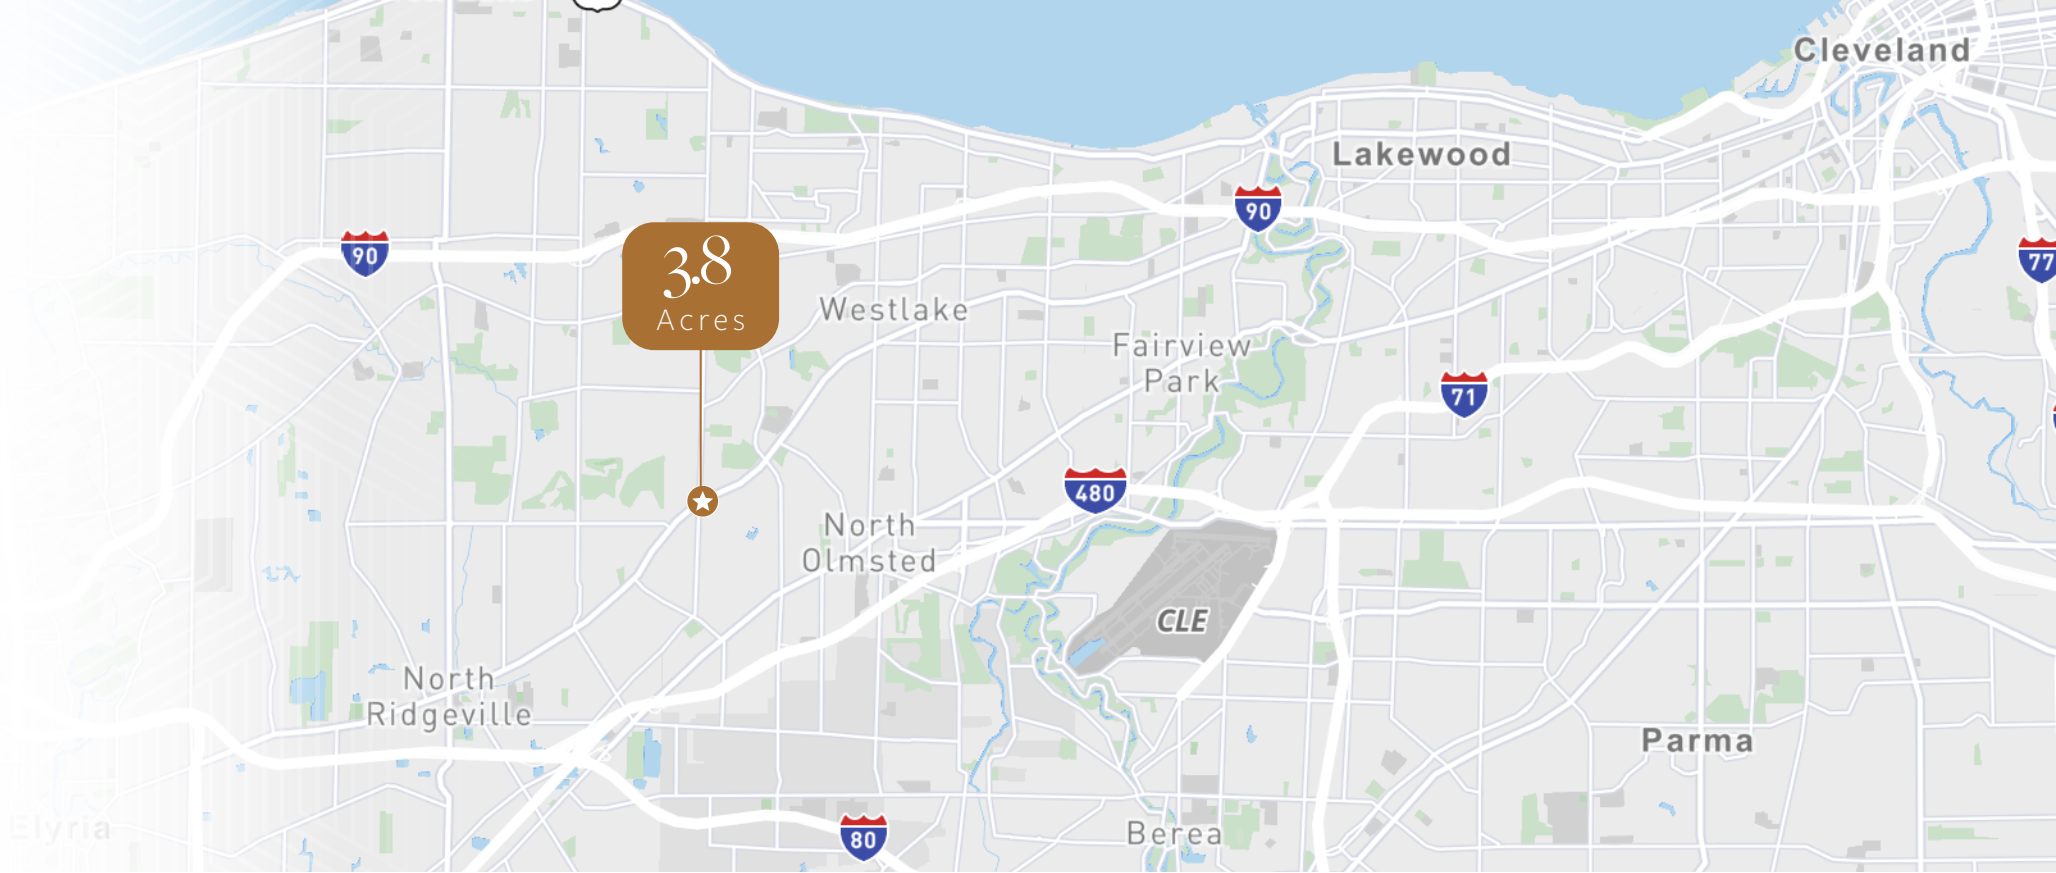 Cleveland
Lakewood
90
90
77
3.8
Acres
Westlake
Fairview
Park
71
480
North
Olmsted
CLE
North
Ridgeville
Parma
Elyria
80
Berea